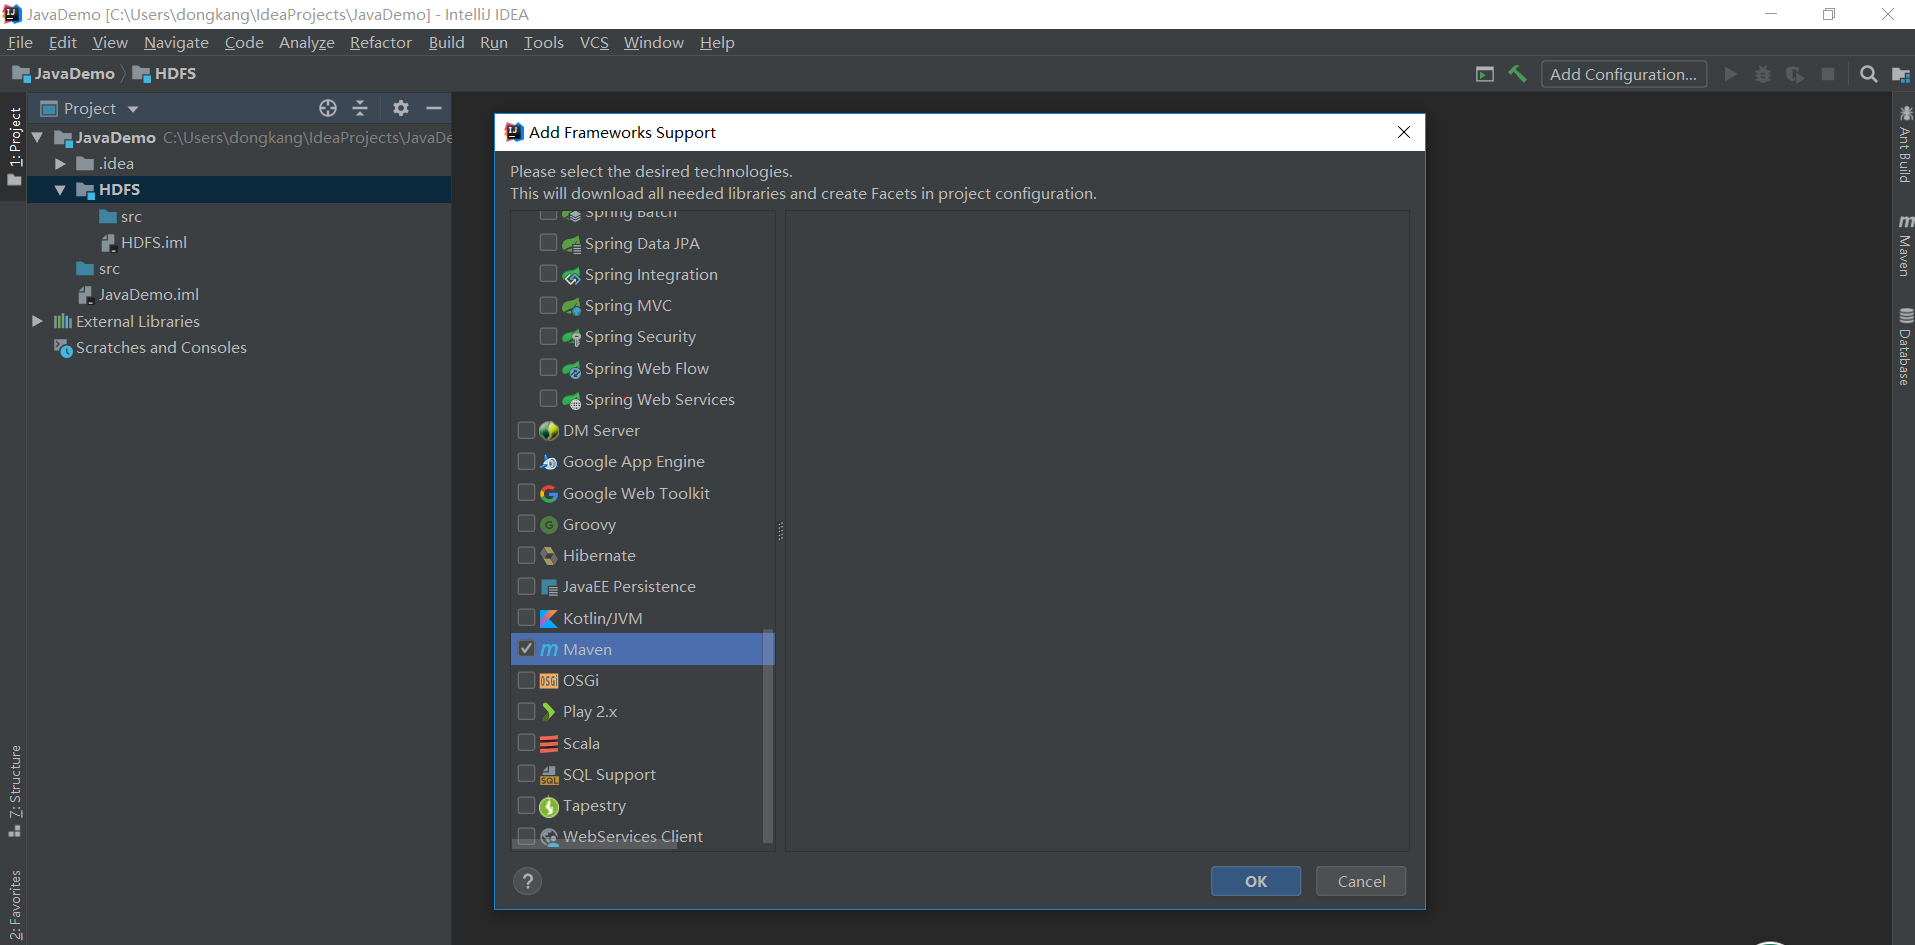 JavaDemo [C:\Users\dongkang\IdeaProjects\JavaDemo] - IntelliJ IDEA
File Edit View Navigate Code Analyze Refactor Build Run Tools VCS Window Help
JavaDemo HDFS
Add Configuration...
1: Project
7: Structure
2: Favorites
Project
JavaDemo C:\Users\dongkang\IdeaProjects\JavaDe
.idea
HDFS
src
HDFS.iml
src
JavaDemo.iml
External Libraries
Scratches and Consoles
Add Frameworks Support
Please select the desired technologies.
This will download all needed libraries and create Facets in project configuration.
Spring Batch
Spring Data JPA
Spring Integration
Spring MVC
Spring Security
Spring Web Flow
Spring Web Services
DM Server
Google App Engine
Google Web Toolkit
Groovy
Hibernate
JavaEE Persistence
Kotlin/JVM
Maven
OSGi
Play 2.x
Scala
SQL Support
Tapestry
WebServices Client
?
OK
Cancel
Ant Build
Maven
Database